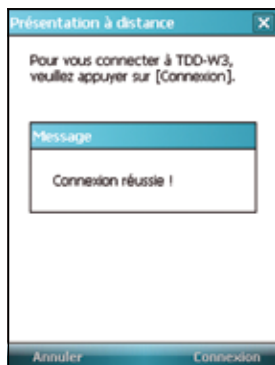 Présentation à distance
Pour vous connecter à TDD-W3,
veuillez appuyer sur [Connexion].
Message
Connexion réussie !
Annuler Connexion